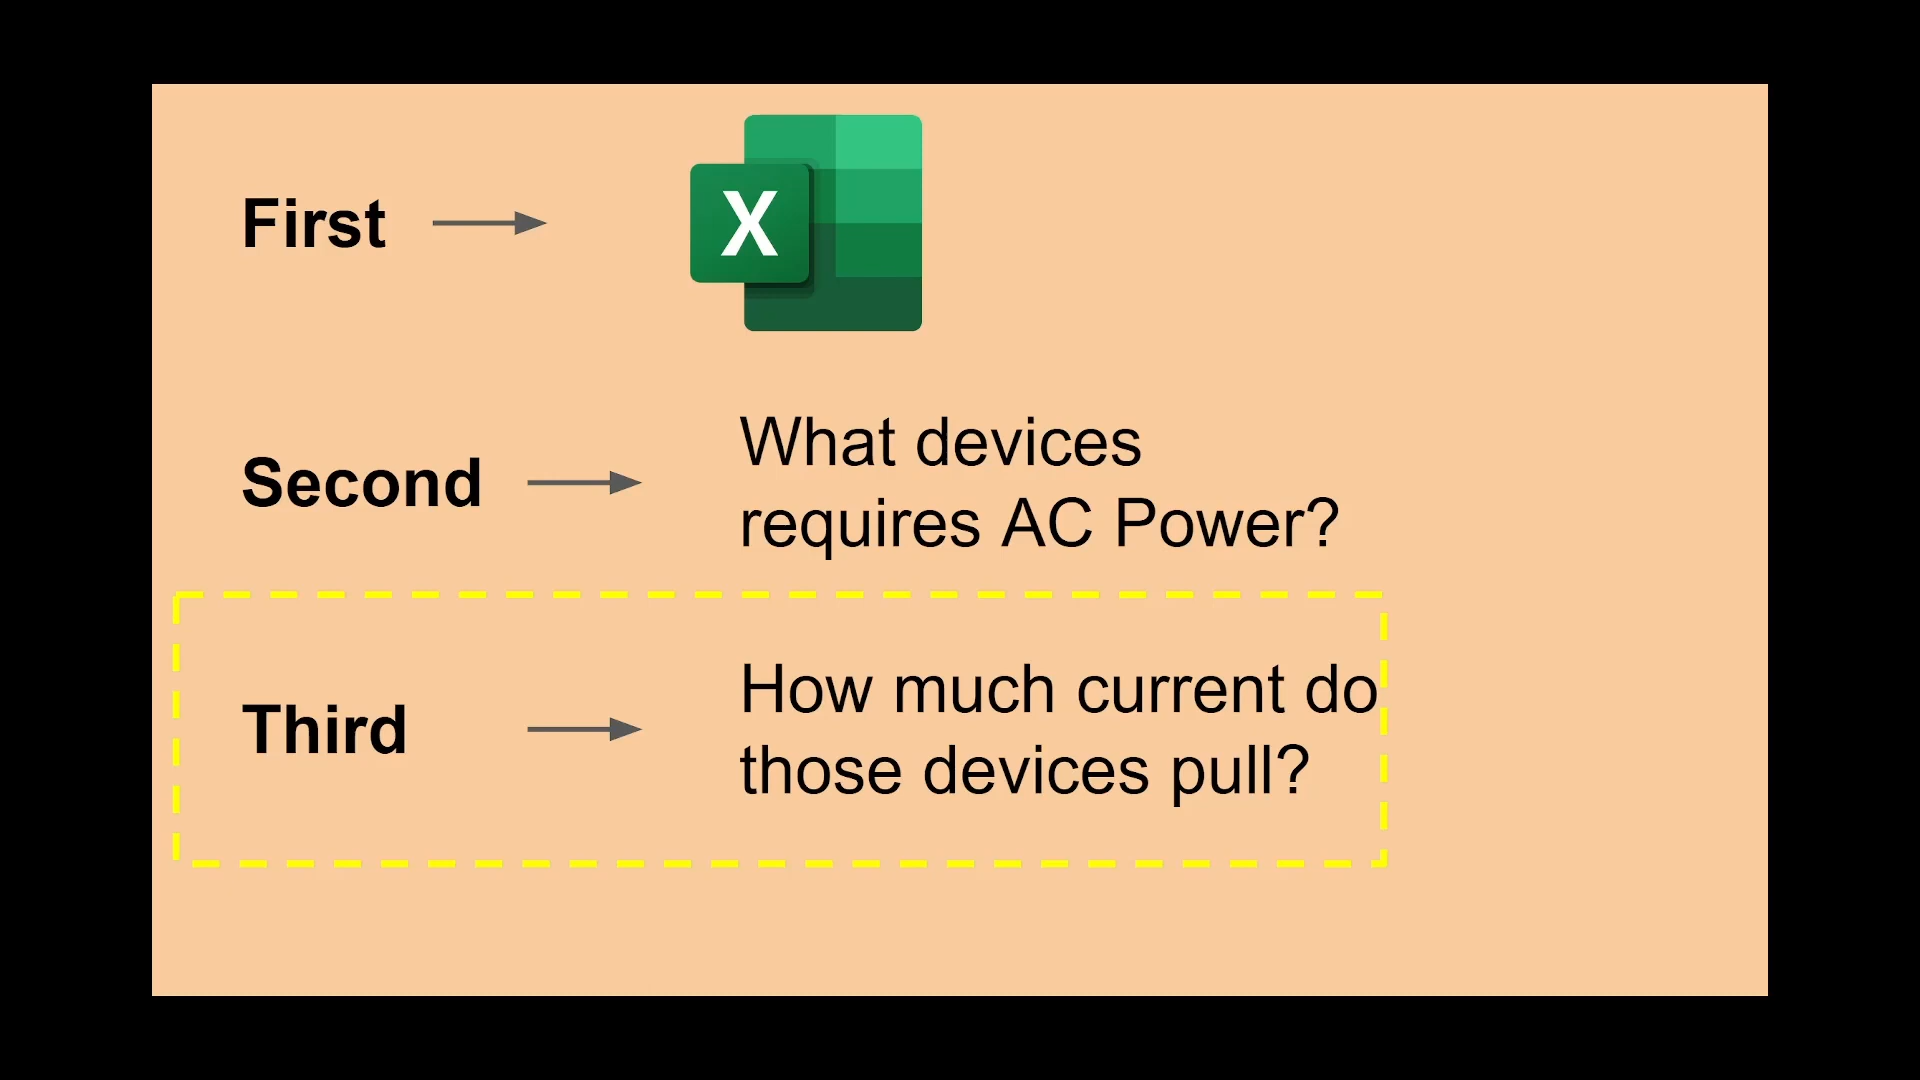 First
X
Second
What devices
requires AC Power?
Third
How much current do
those devices pull?